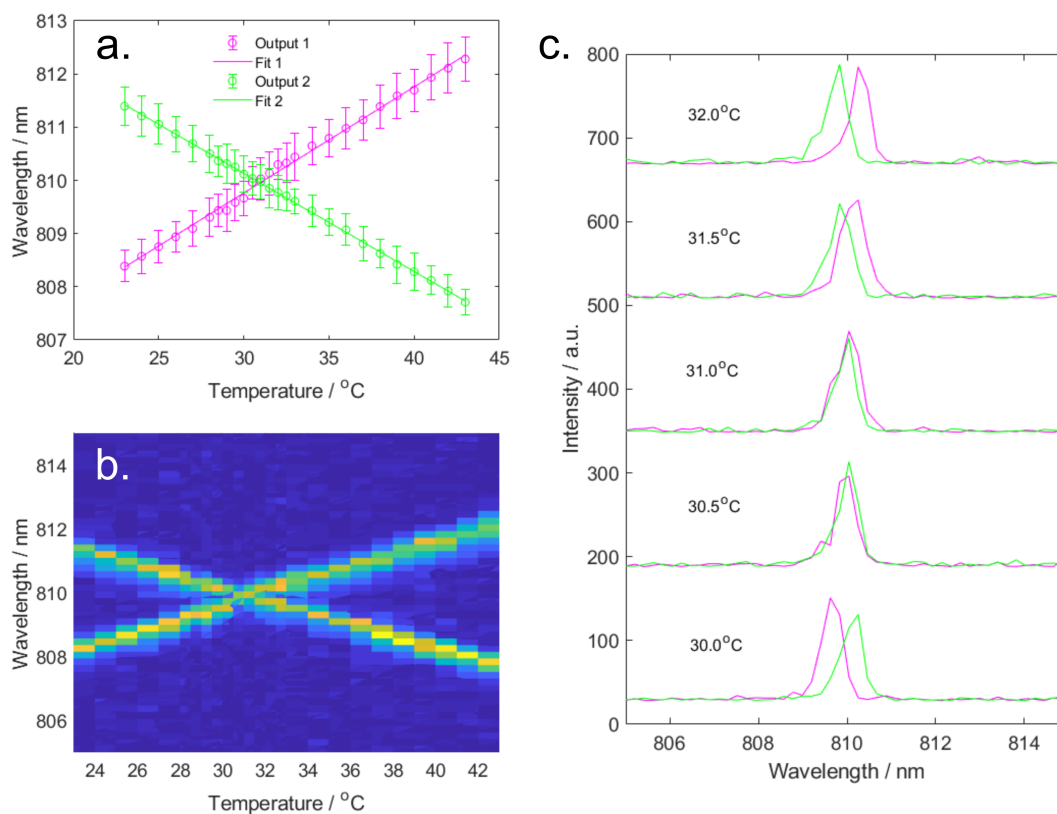 a.
813
812
811
810
809
808
807
Wavelength / nm
Output 1
Fit 1
Output 2
Fit 2
20
25
30
35
40
45
Temperature / °C
b.
814
812
810
808
806
Wavelength / nm
24
26
28
30
32
34
36
38
40
42
Temperature / °C
c.
800
700
600
500
400
300
200
100
0
Intensity / a.u.
32.0°C
31.5°C
31.0°C
30.5°C
30.0°C
806
808
810
812
814
Wavelength / nm